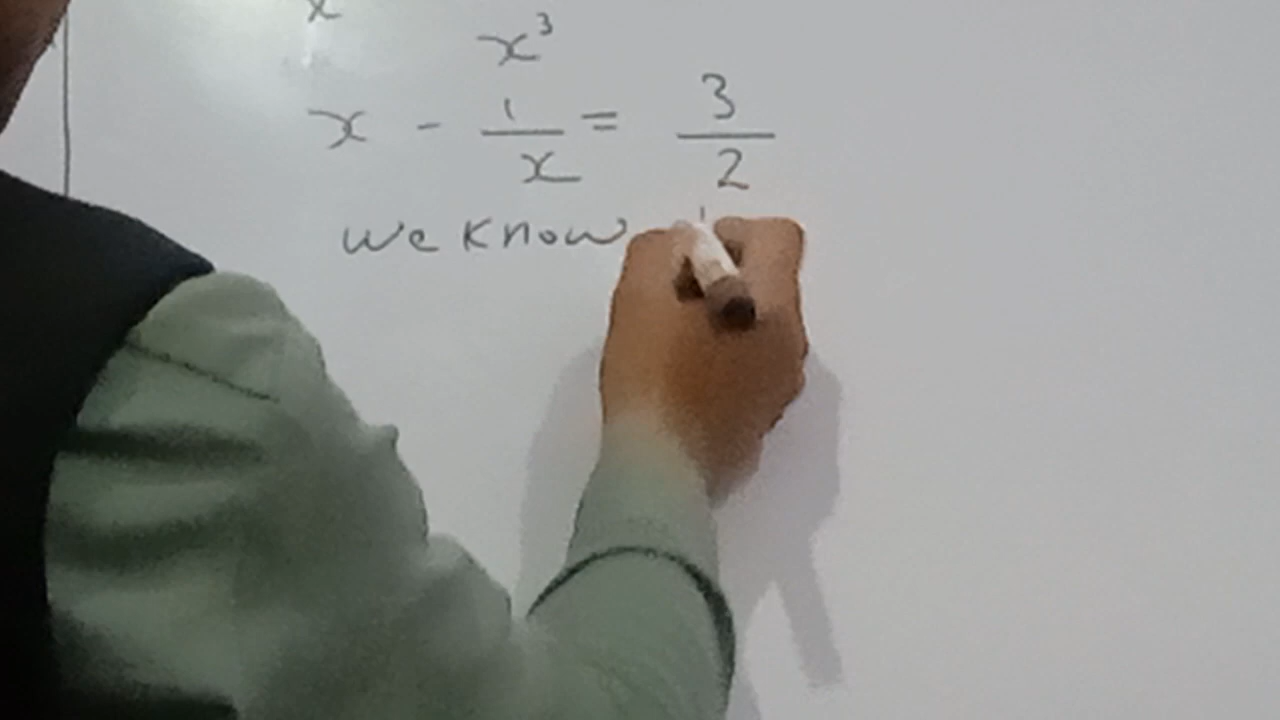 x
x³
x - 1/x = 3/2
we know